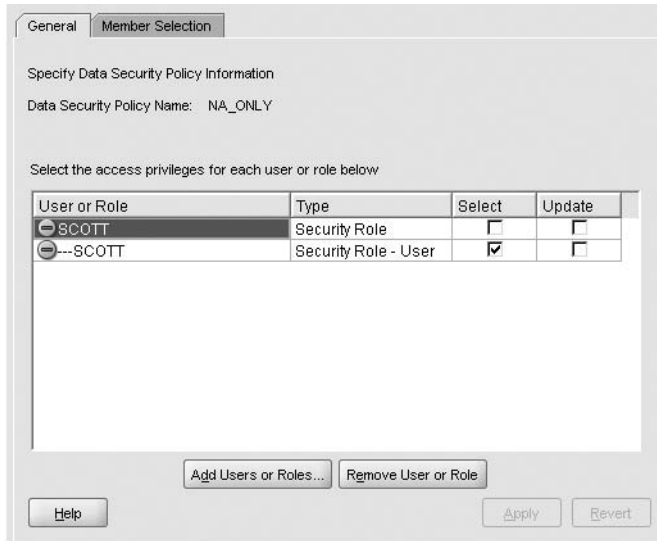 General Member Selection
Specify Data Security Policy Information
Data Security Policy Name: NA_ONLY
Select the access privileges for each user or role below
User or Role Type Select Update
SCOTT Security Role
---SCOTT Security Role - User
Add Users or Roles... Remove User or Role
Help Apply Revert